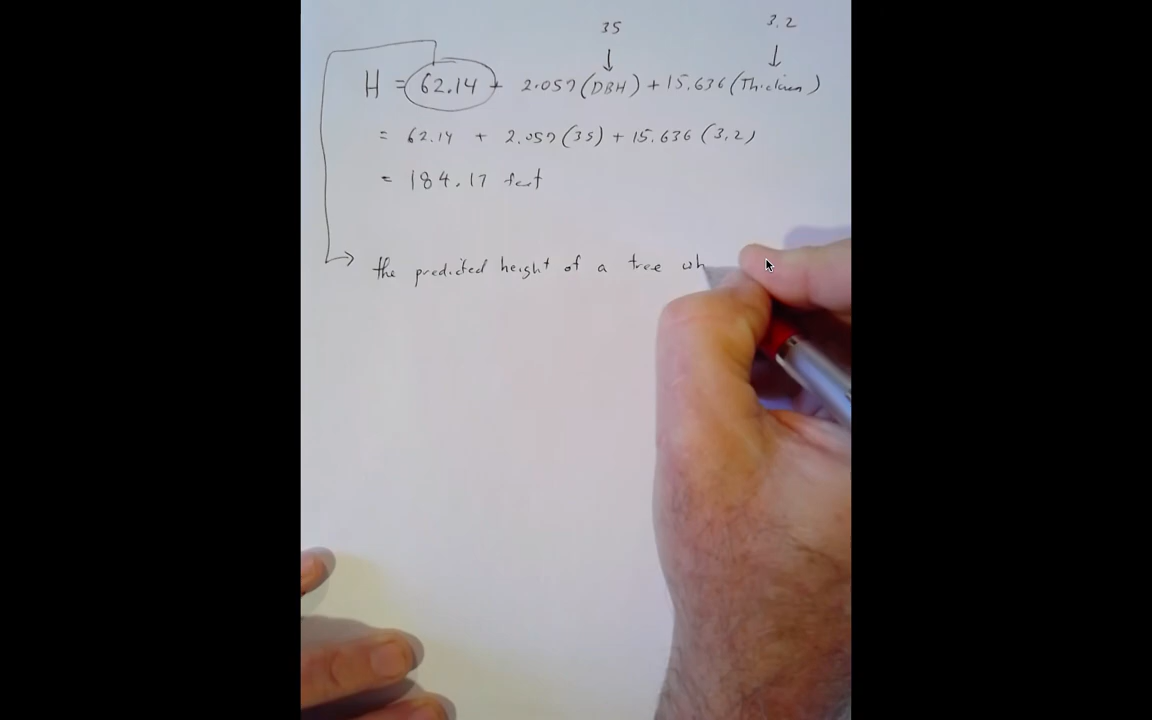 35 3.2
H = 62.14 + 2.057 (DBH) + 15.636 (Thickness)
= 62.14 + 2.057 (35) + 15.636 (3.2)
= 184.17 feet
the predicted height of a tree wh